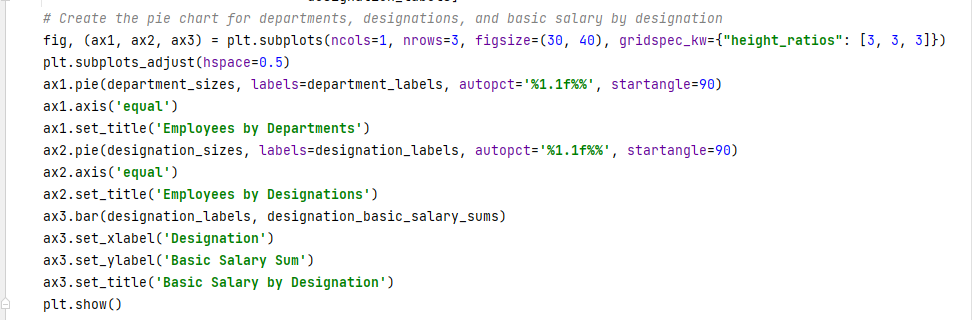 # Create the pie chart for departments, designations, and basic salary by designation
fig, (ax1, ax2, ax3) = plt.subplots(ncols=1, nrows=3, figsize=(30, 40), gridspec_kw={"height_ratios": [3, 3, 3]})
plt.subplots_adjust(hspace=0.5)
ax1.pie(department_sizes, labels=department_labels, autopct='%1.1f%%', startangle=90)
ax1.axis('equal')
ax1.set_title('Employees by Departments')
ax2.pie(designation_sizes, labels=designation_labels, autopct='%1.1f%%', startangle=90)
ax2.axis('equal')
ax2.set_title('Employees by Designations')
ax3.bar(designation_labels, designation_basic_salary_sums)
ax3.set_xlabel('Designation')
ax3.set_ylabel('Basic Salary Sum')
ax3.set_title('Basic Salary by Designation')
plt.show()